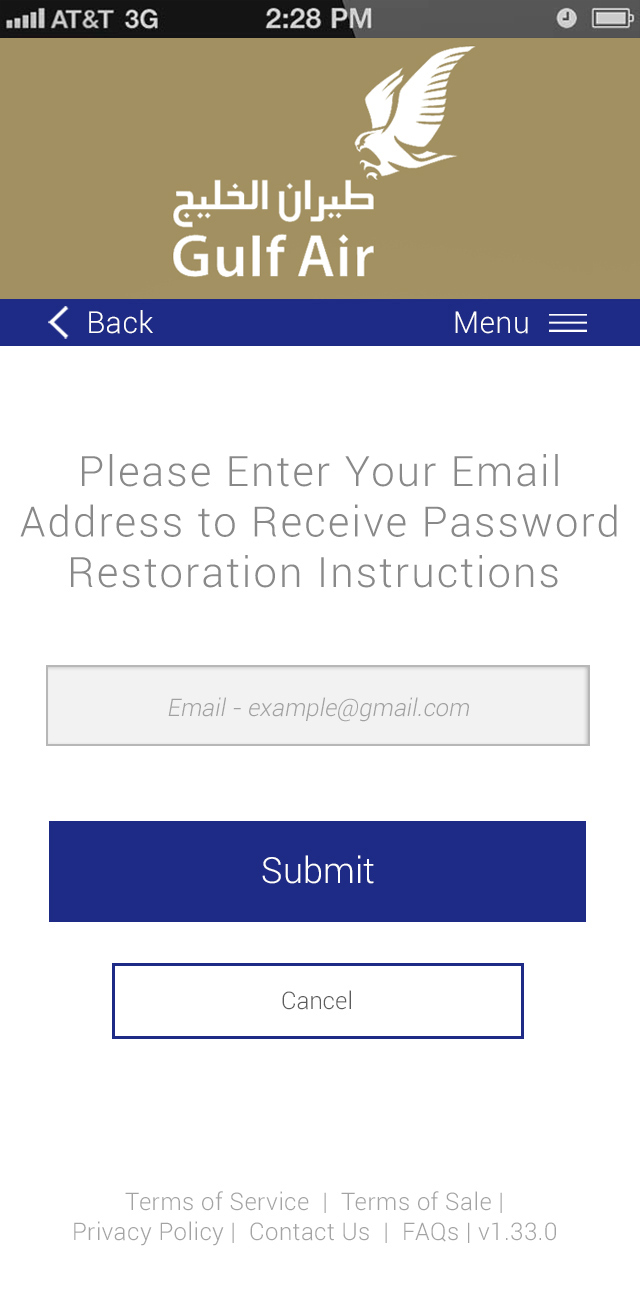 AT&T 3G 2:28 PM
طيران الخليج
Gulf Air
Back Menu
Please Enter Your Email
Address to Receive Password
Restoration Instructions
Email - example@gmail.com
Submit
Cancel
Terms of Service | Terms of Sale |
Privacy Policy | Contact Us | FAQs | v1.33.0